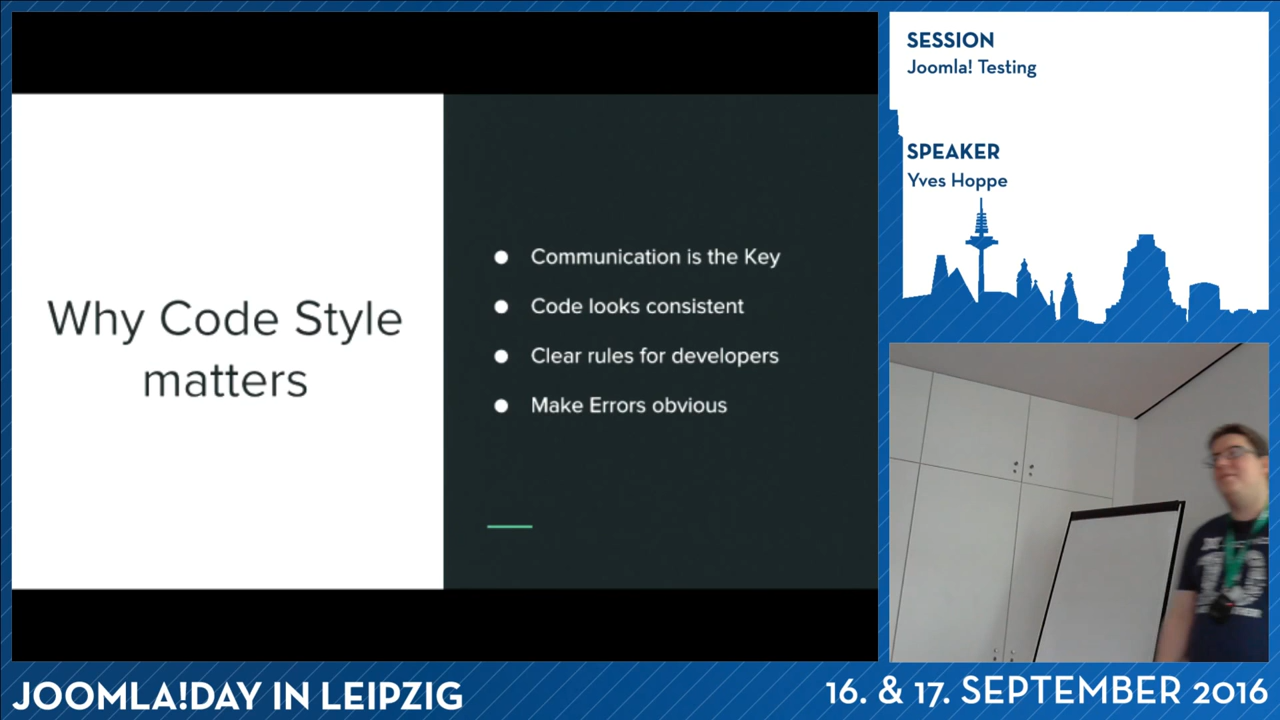 Why Code Style
matters
● Communication is the Key
● Code looks consistent
● Clear rules for developers
● Make Errors obvious
SESSION
Joomla! Testing
SPEAKER
Yves Hoppe
JOOMLA!DAY IN LEIPZIG
16. & 17. SEPTEMBER 2016